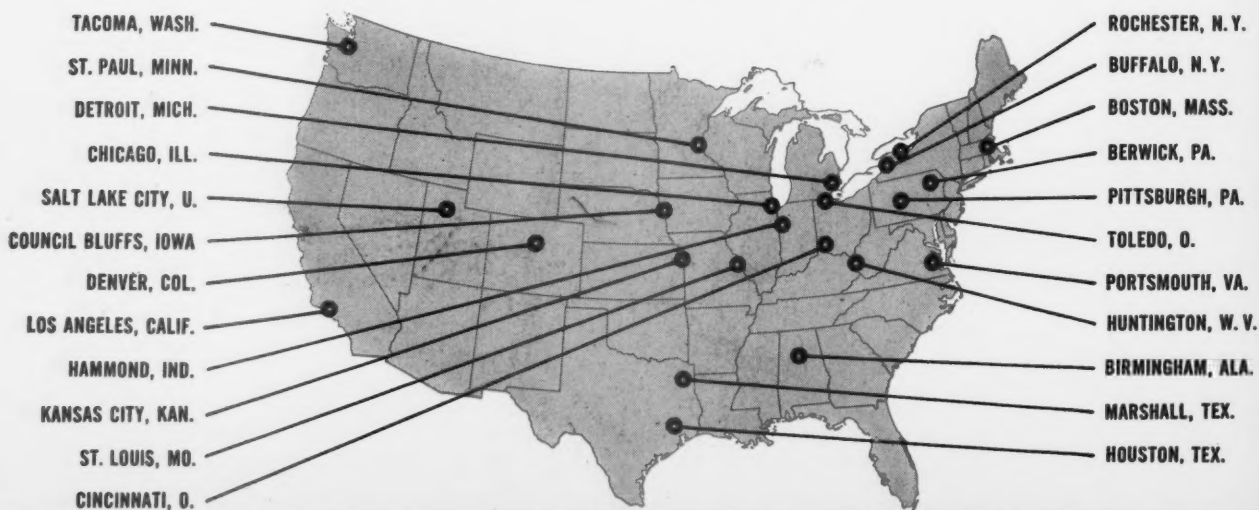 TACOMA, WASH.
ST. PAUL, MINN.
DETROIT, MICH.
CHICAGO, ILL.
SALT LAKE CITY, U.
COUNCIL BLUFFS, IOWA
DENVER, COL.
LOS ANGELES, CALIF.
HAMMOND, IND.
KANSAS CITY, KAN.
ST. LOUIS, MO.
CINCINNATI, O.
ROCHESTER, N.Y.
BUFFALO, N.Y.
BOSTON, MASS.
BERWICK, PA.
PITTSBURGH, PA.
TOLEDO, O.
PORTSMOUTH, VA.
HUNTINGTON, W.V.
BIRMINGHAM, ALA.
MARSHALL, TEX.
HOUSTON, TEX.